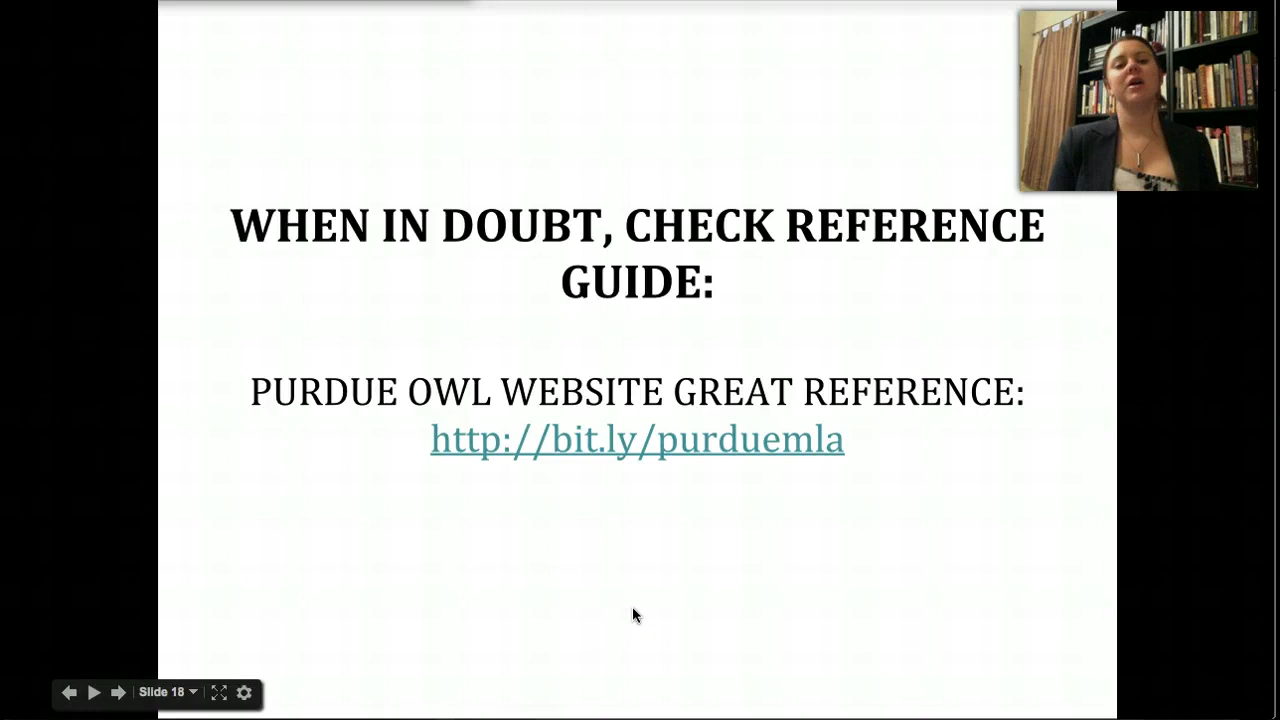 WHEN IN DOUBT, CHECK REFERENCE
GUIDE:
PURDUE OWL WEBSITE GREAT REFERENCE:
http://bit.ly/purduemla
Slide 18